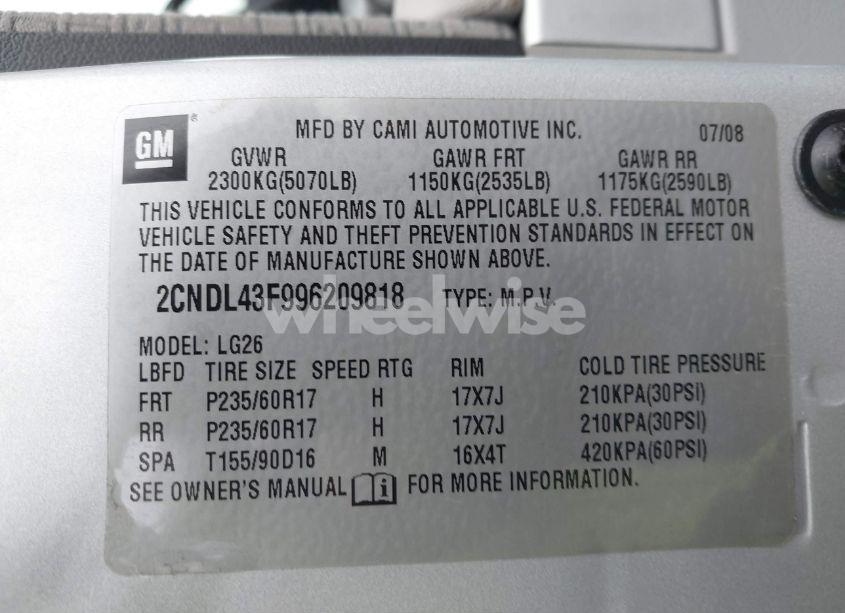 GM
MFD BY CAMI AUTOMOTIVE INC. 07/08
GVWR GAWR FRT GAWR RR
2300KG(5070LB) 1150KG(2535LB) 1175KG(2590LB)
THIS VEHICLE CONFORMS TO ALL APPLICABLE U.S. FEDERAL MOTOR
VEHICLE SAFETY AND THEFT PREVENTION STANDARDS IN EFFECT ON
THE DATE OF MANUFACTURE SHOWN ABOVE.
2CNDL43F996209818 TYPE: M.P.V.
wheelwise
MODEL: LG26
LBFD TIRE SIZE SPEED RTG RIM COLD TIRE PRESSURE
FRT P235/60R17 H 17X7J 210KPA(30PSI)
RR P235/60R17 H 17X7J 210KPA(30PSI)
SPA T155/90D16 M 16X4T 420KPA(60PSI)
SEE OWNER'S MANUAL i FOR MORE INFORMATION.